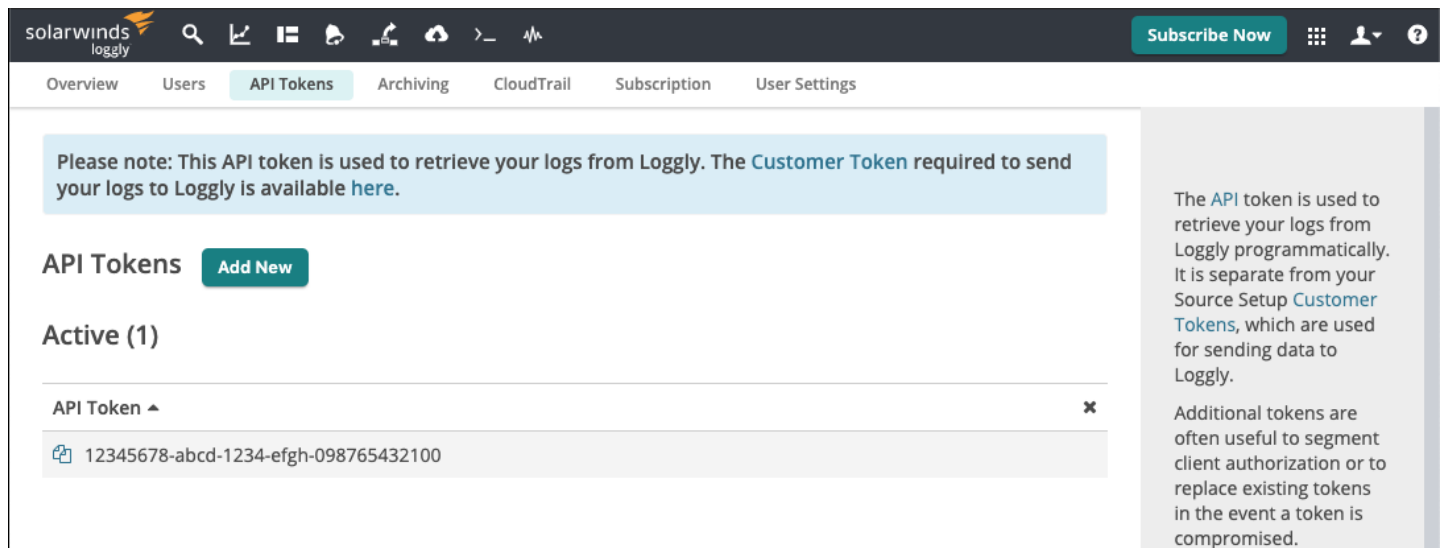 solarwinds
loggly
Subscribe Now
Overview Users API Tokens Archiving CloudTrail Subscription User Settings
Please note: This API token is used to retrieve your logs from Loggly. The Customer Token required to send
your logs to Loggly is available here.
API Tokens Add New
Active (1)
API Token
12345678-abcd-1234-efgh-098765432100
The API token is used to
retrieve your logs from
Loggly programmatically.
It is separate from your
Source Setup Customer
Tokens, which are used
for sending data to
Loggly.
Additional tokens are
often useful to segment
client authorization or to
replace existing tokens
in the event a token is
compromised.